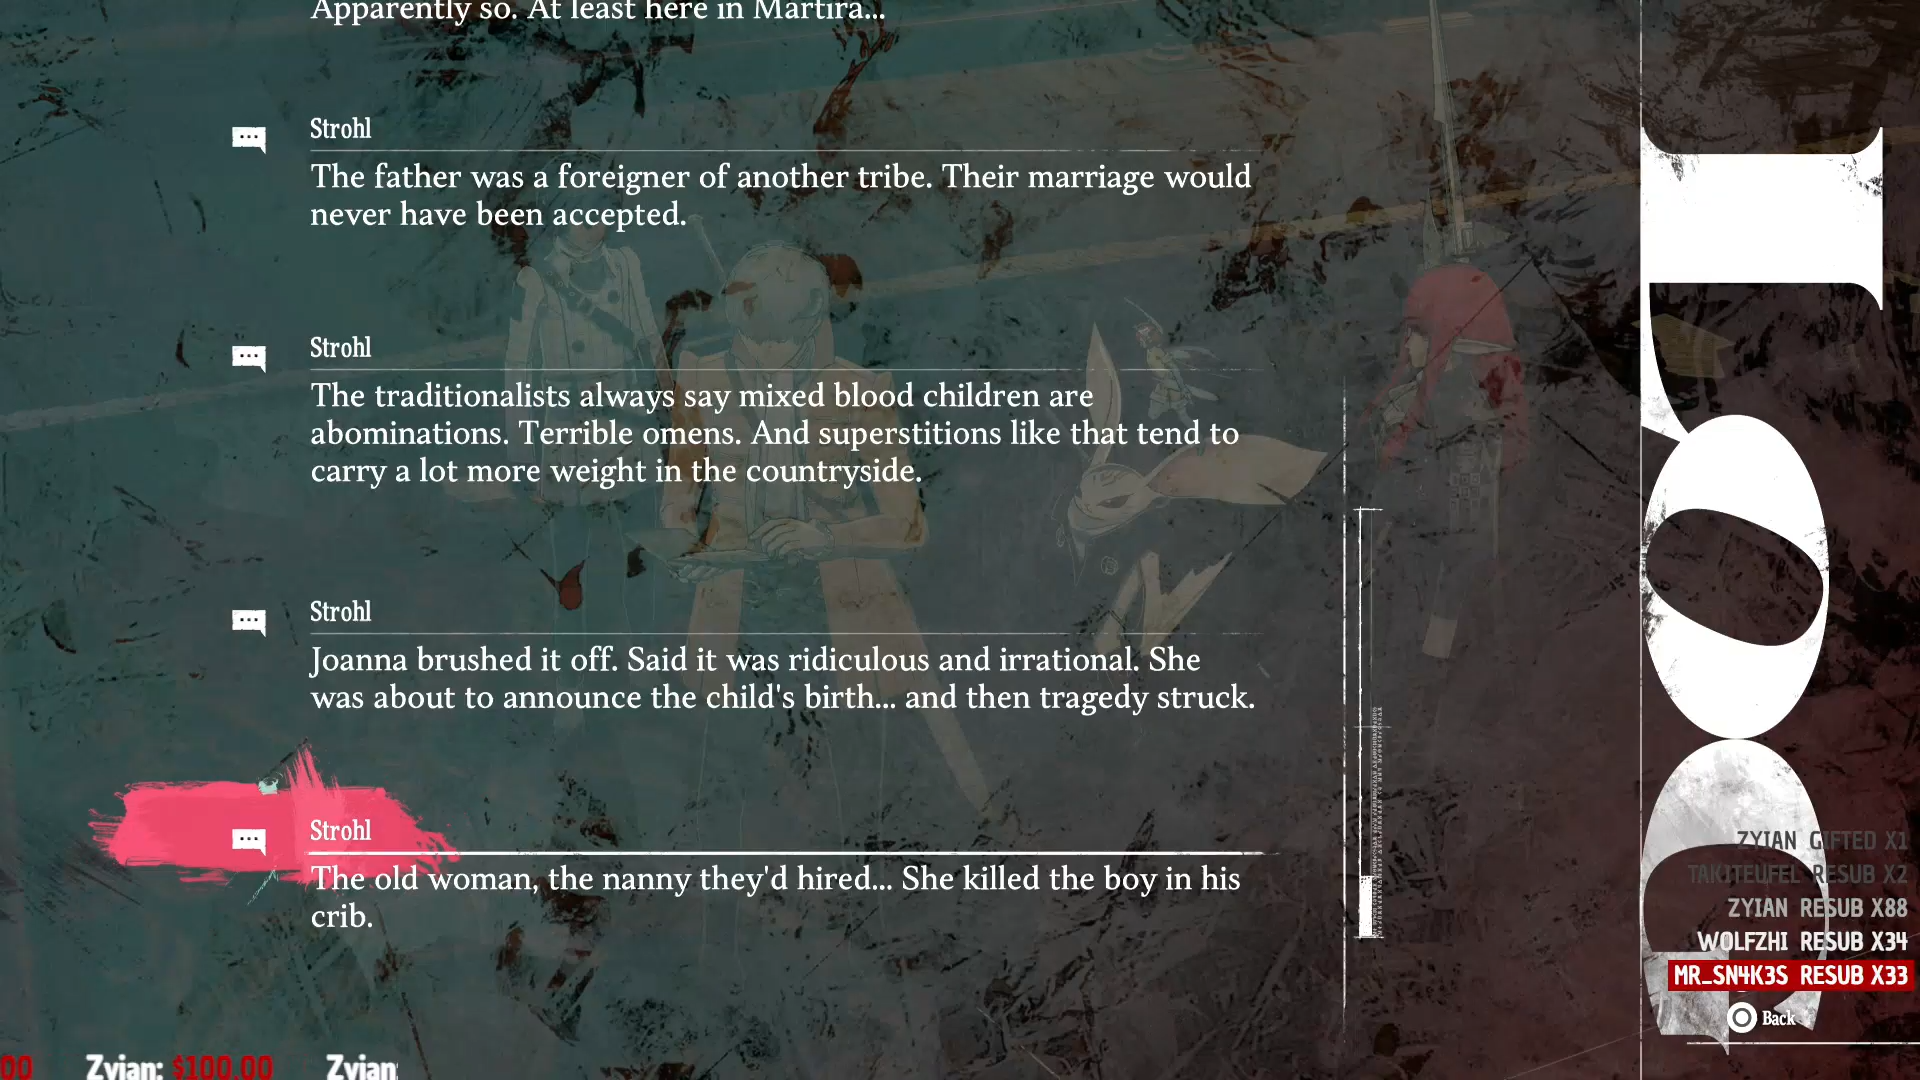 Apparently so. At least here in Martira...
Strohl
The father was a foreigner of another tribe. Their marriage would
never have been accepted.
Strohl
The traditionalists always say mixed blood children are
abominations. Terrible omens. And superstitions like that tend to
carry a lot more weight in the countryside.
Strohl
Joanna brushed it off. Said it was ridiculous and irrational. She
was about to announce the child's birth... and then tragedy struck.
Strohl
The old woman, the nanny they'd hired... She killed the boy in his
crib.
LOG
ZYIAN GIFTED X1
TAKITEUFEL RESUB X2
ZYIAN RESUB X88
WOLFZHI RESUB X34
MR_SN4K3S RESUB X33
Back
00 Zyian: $100.00 Zyian